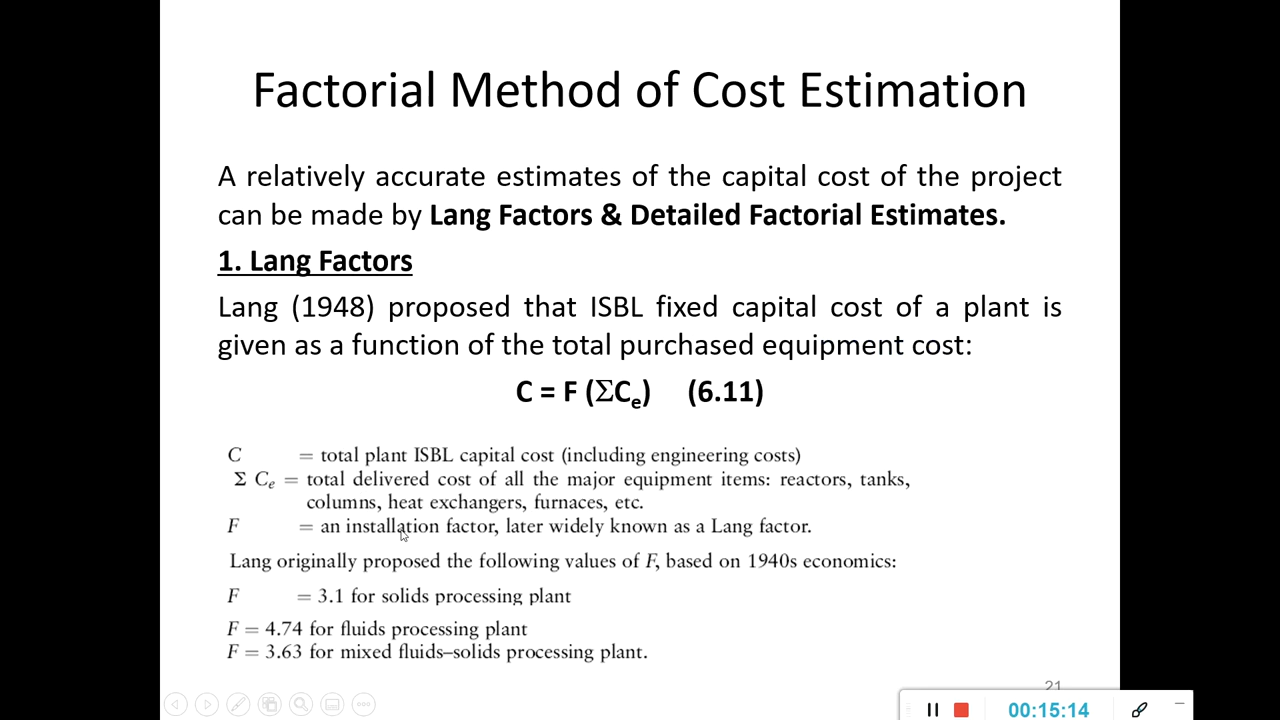 Factorial Method of Cost Estimation
A relatively accurate estimates of the capital cost of the project
can be made by Lang Factors & Detailed Factorial Estimates.
1. Lang Factors
Lang (1948) proposed that ISBL fixed capital cost of a plant is
given as a function of the total purchased equipment cost:
C = F (ΣCe) (6.11)
C = total plant ISBL capital cost (including engineering costs)
Σ Ce = total delivered cost of all the major equipment items: reactors, tanks,
columns, heat exchangers, furnaces, etc.
F = an installation factor, later widely known as a Lang factor.
Lang originally proposed the following values of F, based on 1940s economics:
F = 3.1 for solids processing plant
F = 4.74 for fluids processing plant
F = 3.63 for mixed fluids–solids processing plant.
21
00:15:14